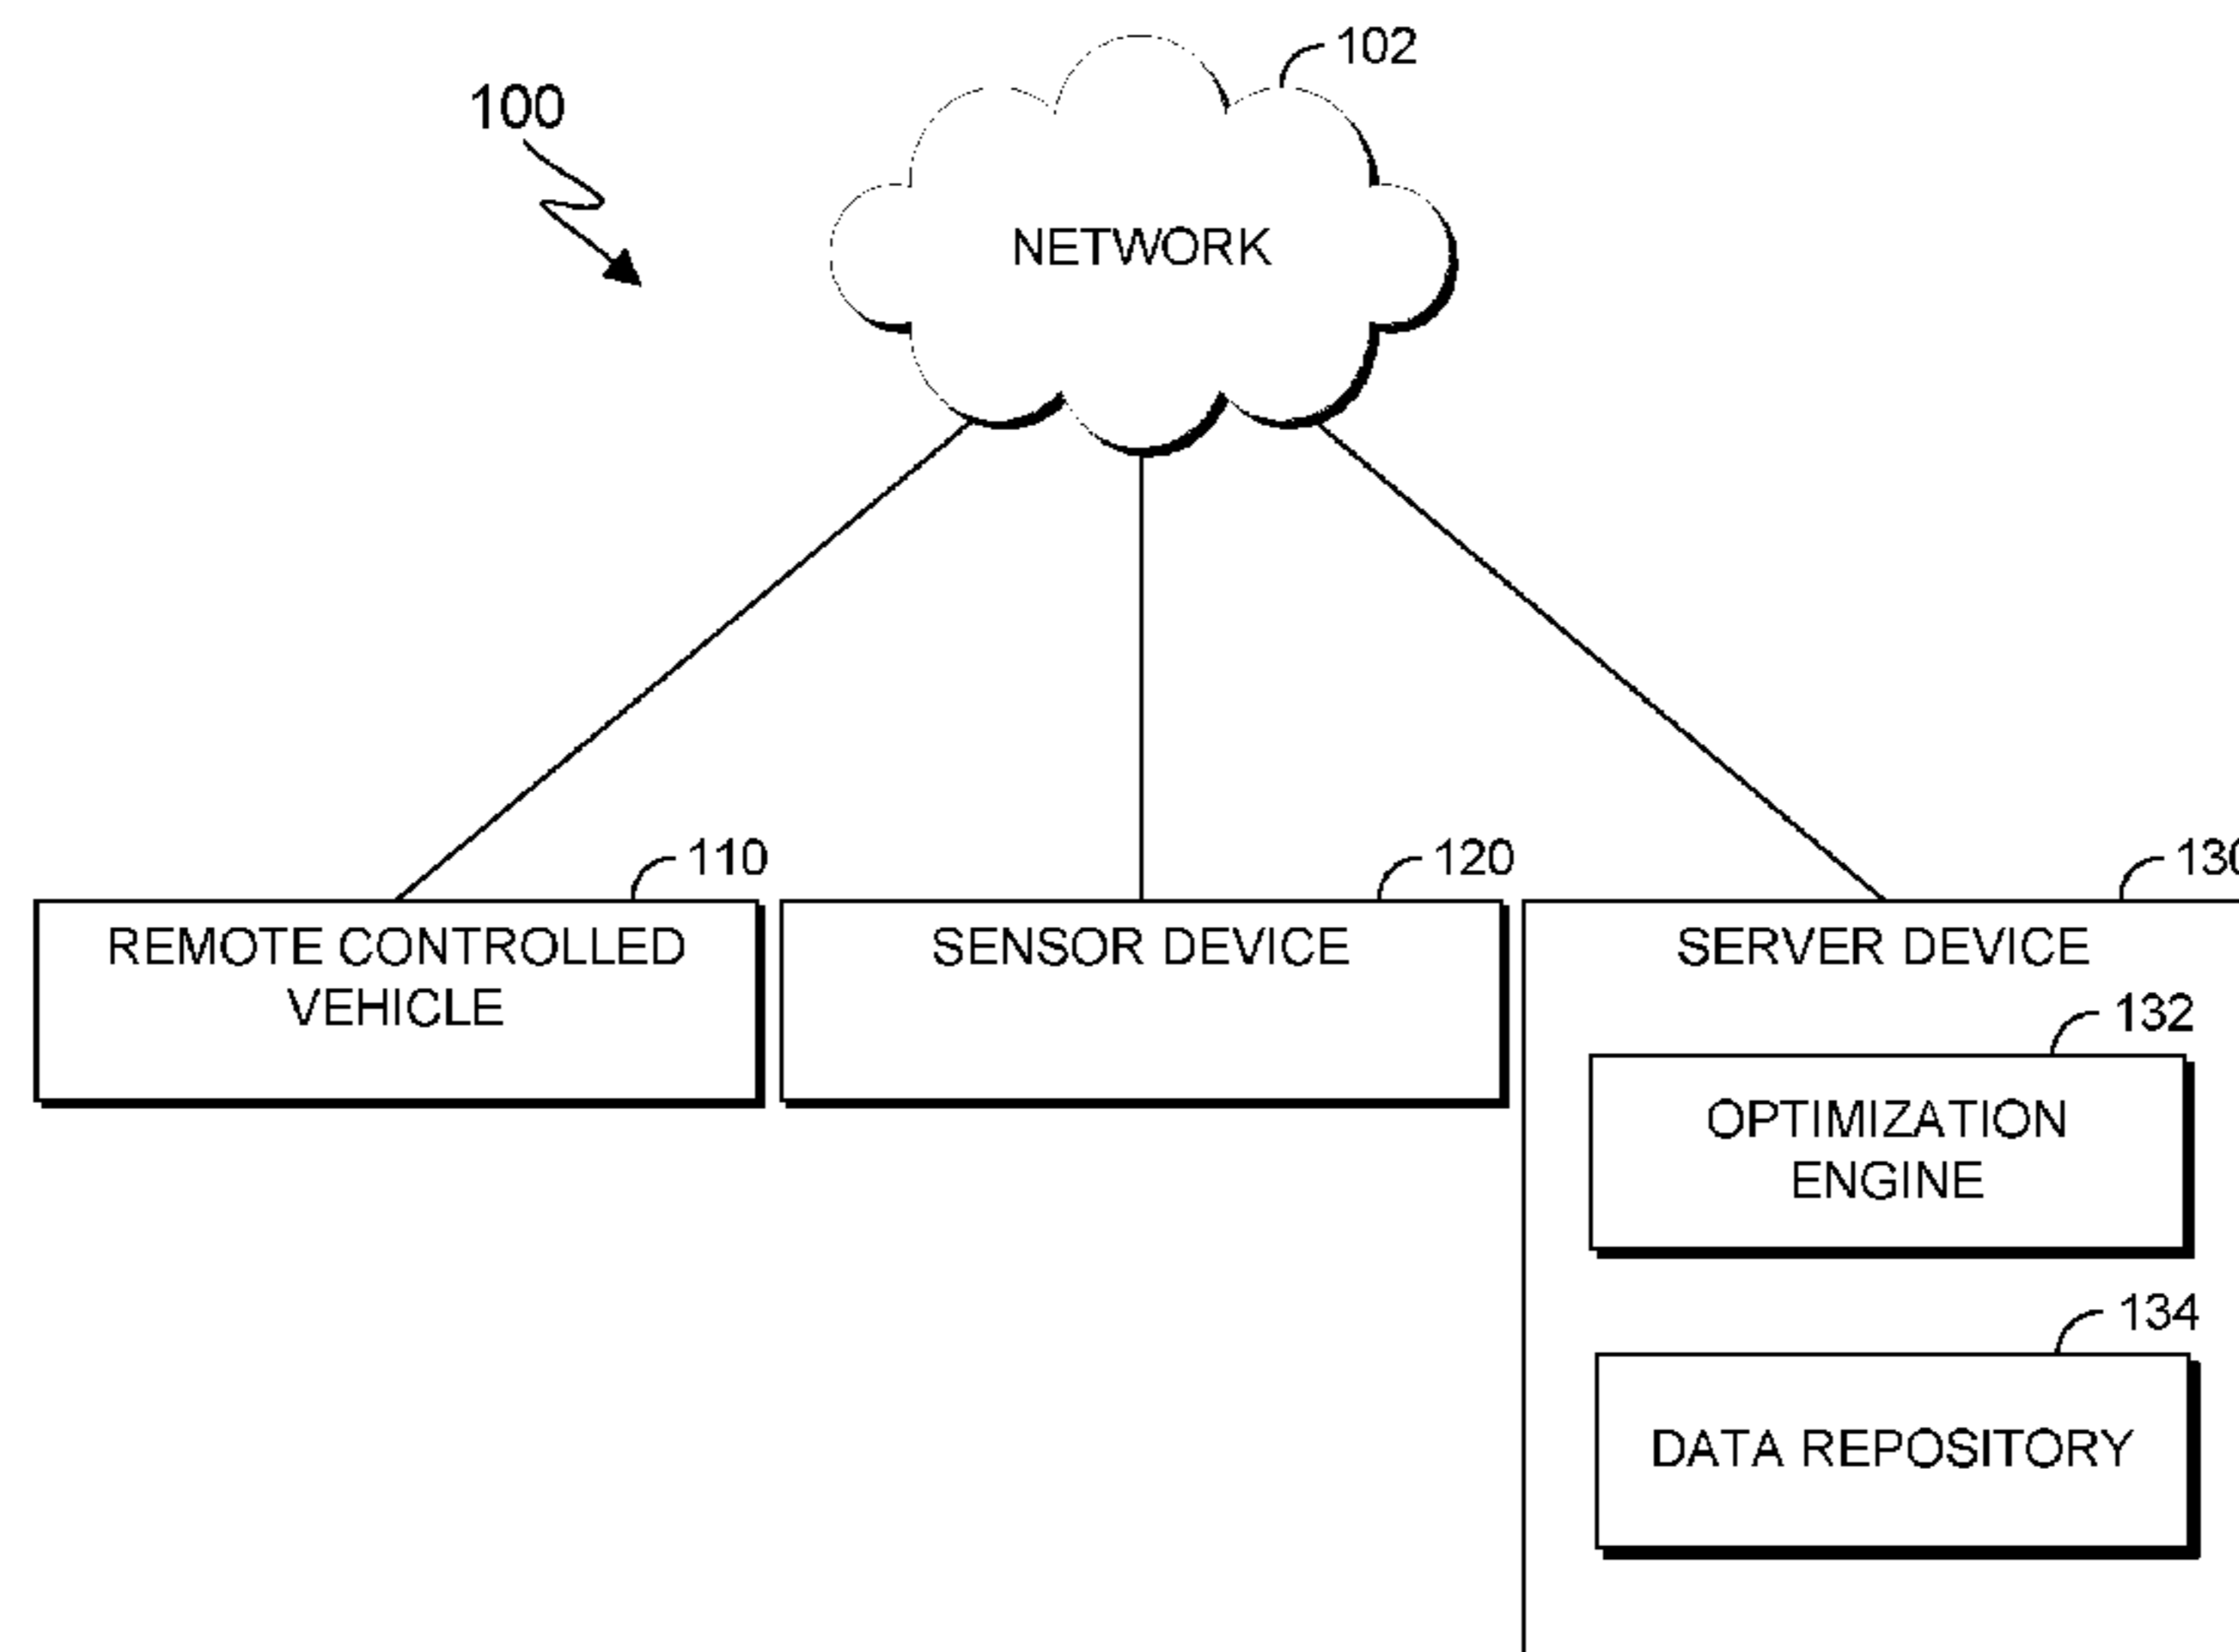 102
100
NETWORK
110
120
REMOTE CONTROLLED
VEHICLE
SENSOR DEVICE
SERVER DEVICE
132
OPTIMIZATION
ENGINE
134
DATA REPOSITORY